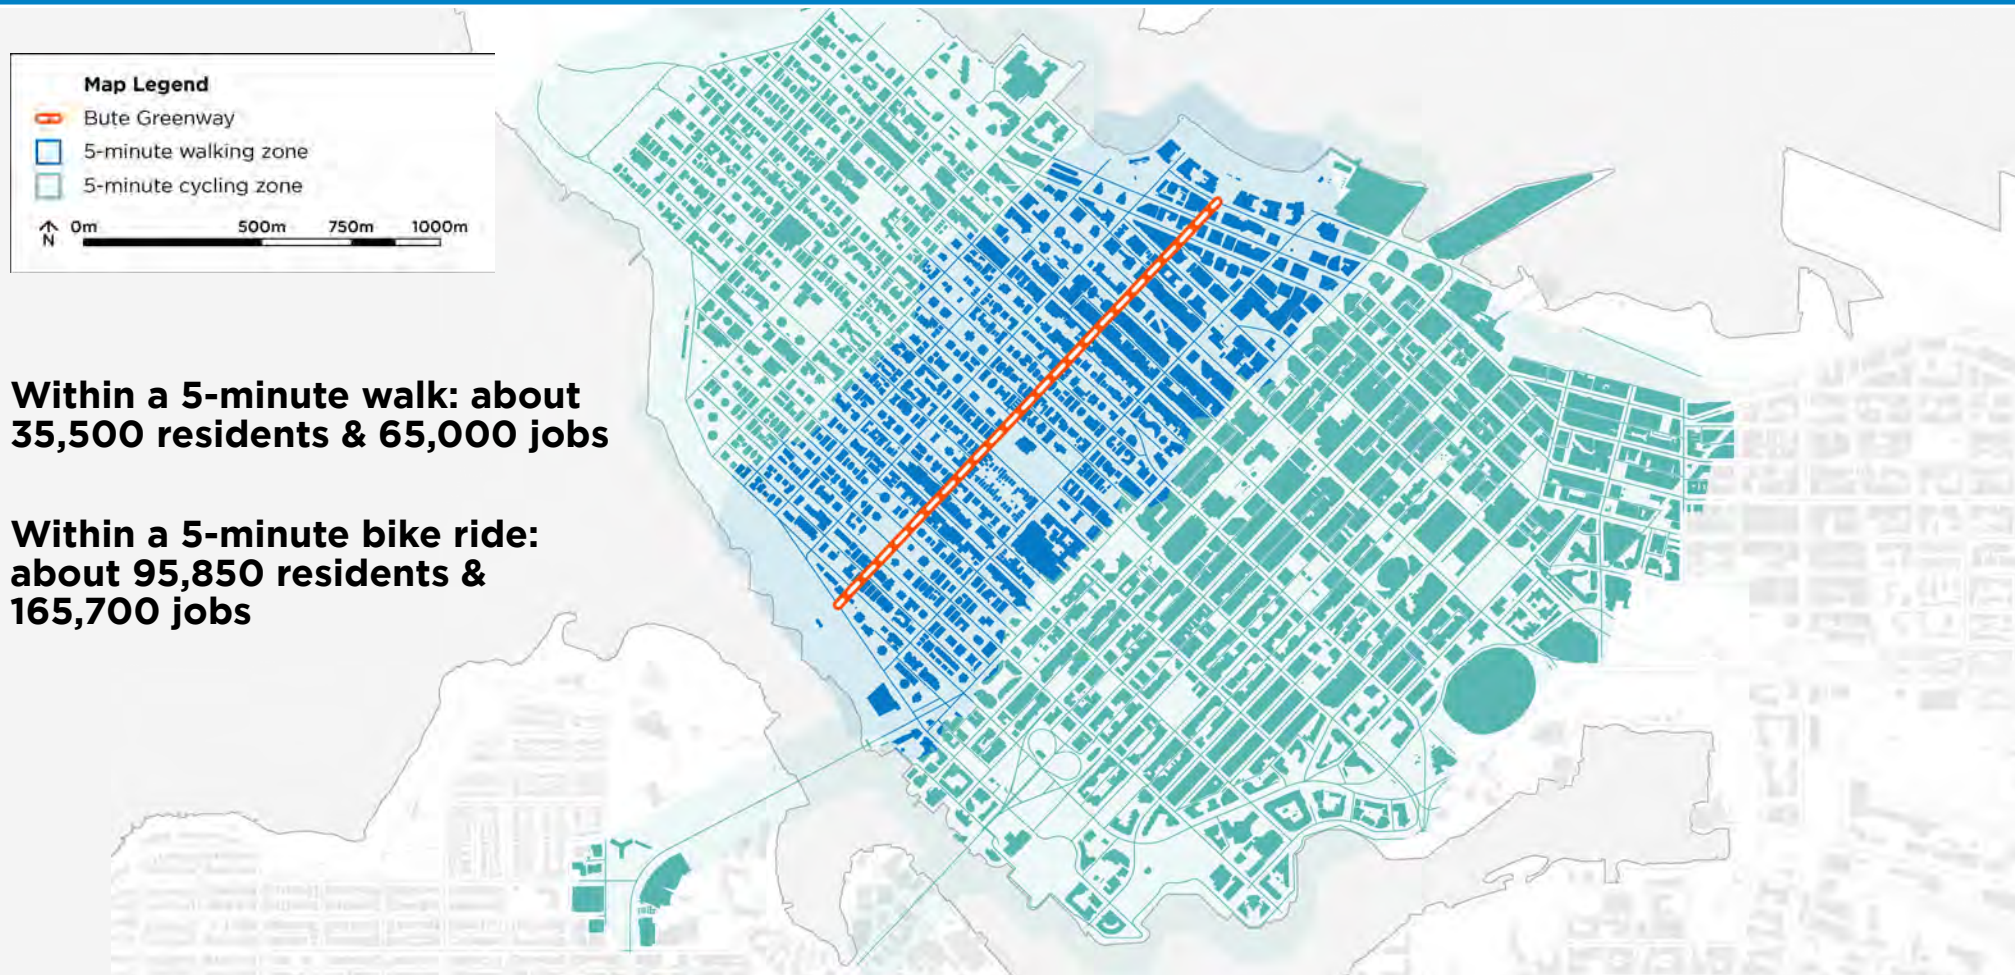 Map Legend
Bute Greenway
5-minute walking zone
5-minute cycling zone
N
0m 500m 750m 1000m
Within a 5-minute walk: about
35,500 residents & 65,000 jobs
Within a 5-minute bike ride:
about 95,850 residents &
165,700 jobs